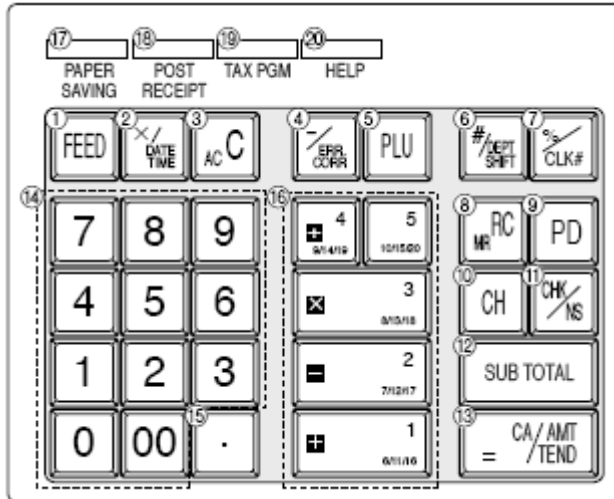 ⑰ ⑱ ⑲ ⑳
PAPER SAVING POST RECEIPT TAX PGM HELP
① FEED ② ×/DATE TIME ③ AC C ④ −/ERR. CORR ⑤ PLU ⑥ #/DEPT SHIFT ⑦ %/CLK#
⑭ ⑯
7 8 9 + 4 9/14/19 5 10/15/20 ⑧ MR RC ⑨ PD
4 5 6 × 3 8/13/18 ⑩ CH ⑪ CHK/NS
1 2 3 − 2 7/12/17 ⑫ SUB TOTAL
0 00 ⑮ · + 1 6/11/16 ⑬ = CA/AMT TEND